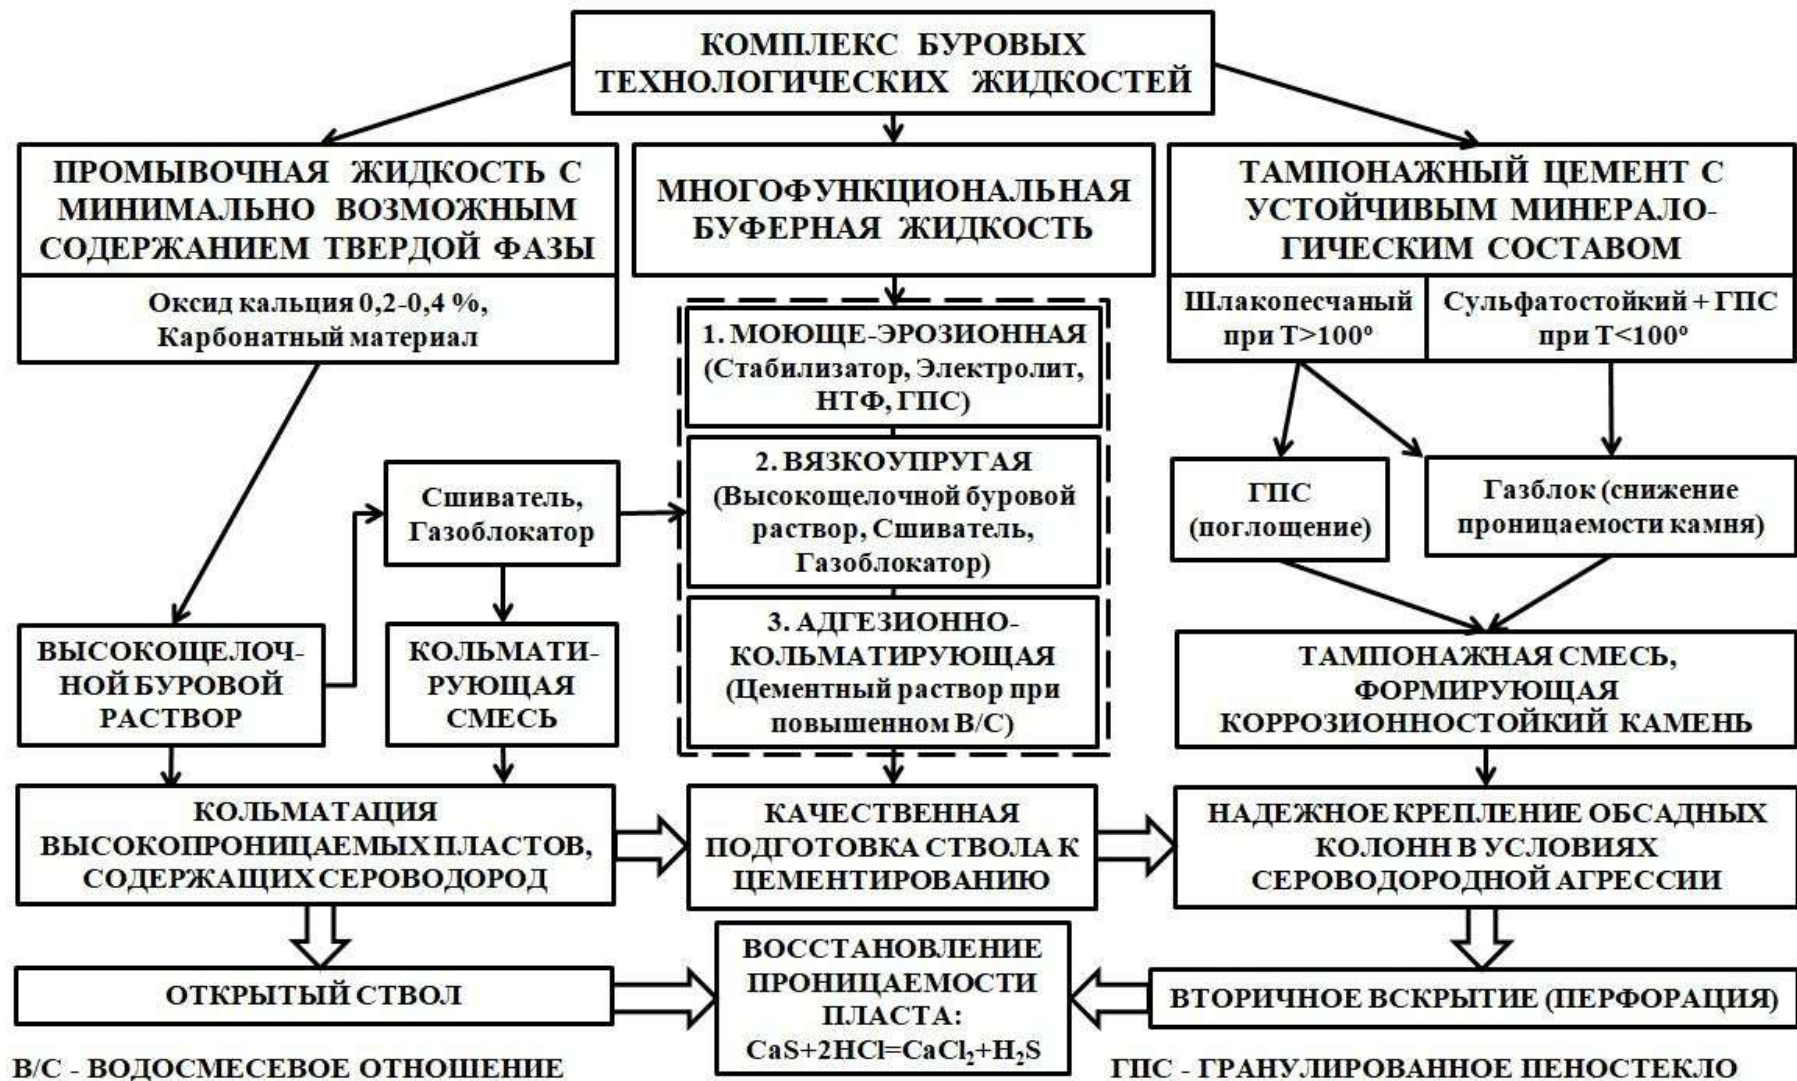 КОМПЛЕКС БУРОВЫХ
ТЕХНОЛОГИЧЕСКИХ ЖИДКОСТЕЙ
ПРОМЫВОЧНАЯ ЖИДКОСТЬ С
МИНИМАЛЬНО ВОЗМОЖНЫМ
СОДЕРЖАНИЕМ ТВЕРДОЙ ФАЗЫ
Оксид кальция 0,2-0,4 %,
Карбонатный материал
МНОГОФУНКЦИОНАЛЬНАЯ
БУФЕРНАЯ ЖИДКОСТЬ
ТАМПОНАЖНЫЙ ЦЕМЕНТ С
УСТОЙЧИВЫМ МИНЕРАЛО-
ГИЧЕСКИМ СОСТАВОМ
Шлакопесчаный
при Т>100º
Сульфатостойкий + ГПС
при Т<100º
1. МОЮЩЕ-ЭРОЗИОННАЯ
(Стабилизатор, Электролит,
НТФ, ГПС)
2. ВЯЗКОУПРУГАЯ
(Высокощелочной буровой
раствор, Сшиватель,
Газоблокатор)
3. АДГЕЗИОННО-
КОЛЬМАТИРУЮЩАЯ
(Цементный раствор при
повышенном В/С)
Сшиватель,
Газоблокатор
ГПС
(поглощение)
Газблок (снижение
проницаемости камня)
ВЫСОКОЩЕЛОЧ-
НОЙ БУРОВОЙ
РАСТВОР
КОЛЬМАТИ-
РУЮЩАЯ
СМЕСЬ
ТАМПОНАЖНАЯ СМЕСЬ,
ФОРМИРУЮЩАЯ
КОРРОЗИОННОСТОЙКИЙ КАМЕНЬ
КОЛЬМАТАЦИЯ
ВЫСОКОПРОНИЦАЕМЫХ ПЛАСТОВ,
СОДЕРЖАЩИХ СЕРОВОДОРОД
КАЧЕСТВЕННАЯ
ПОДГОТОВКА СТВОЛА К
ЦЕМЕНТИРОВАНИЮ
НАДЕЖНОЕ КРЕПЛЕНИЕ ОБСАДНЫХ
КОЛОНН В УСЛОВИЯХ
СЕРОВОДОРОДНОЙ АГРЕССИИ
ОТКРЫТЫЙ СТВОЛ
ВОССТАНОВЛЕНИЕ
ПРОНИЦАЕМОСТИ
ПЛАСТА:
CaS+2HCl=CaCl₂+H₂S
ВТОРИЧНОЕ ВСКРЫТИЕ (ПЕРФОРАЦИЯ)
В/С - ВОДОСМЕСЕВОЕ ОТНОШЕНИЕ
ГПС - ГРАНУЛИРОВАННОЕ ПЕНОСТЕКЛО